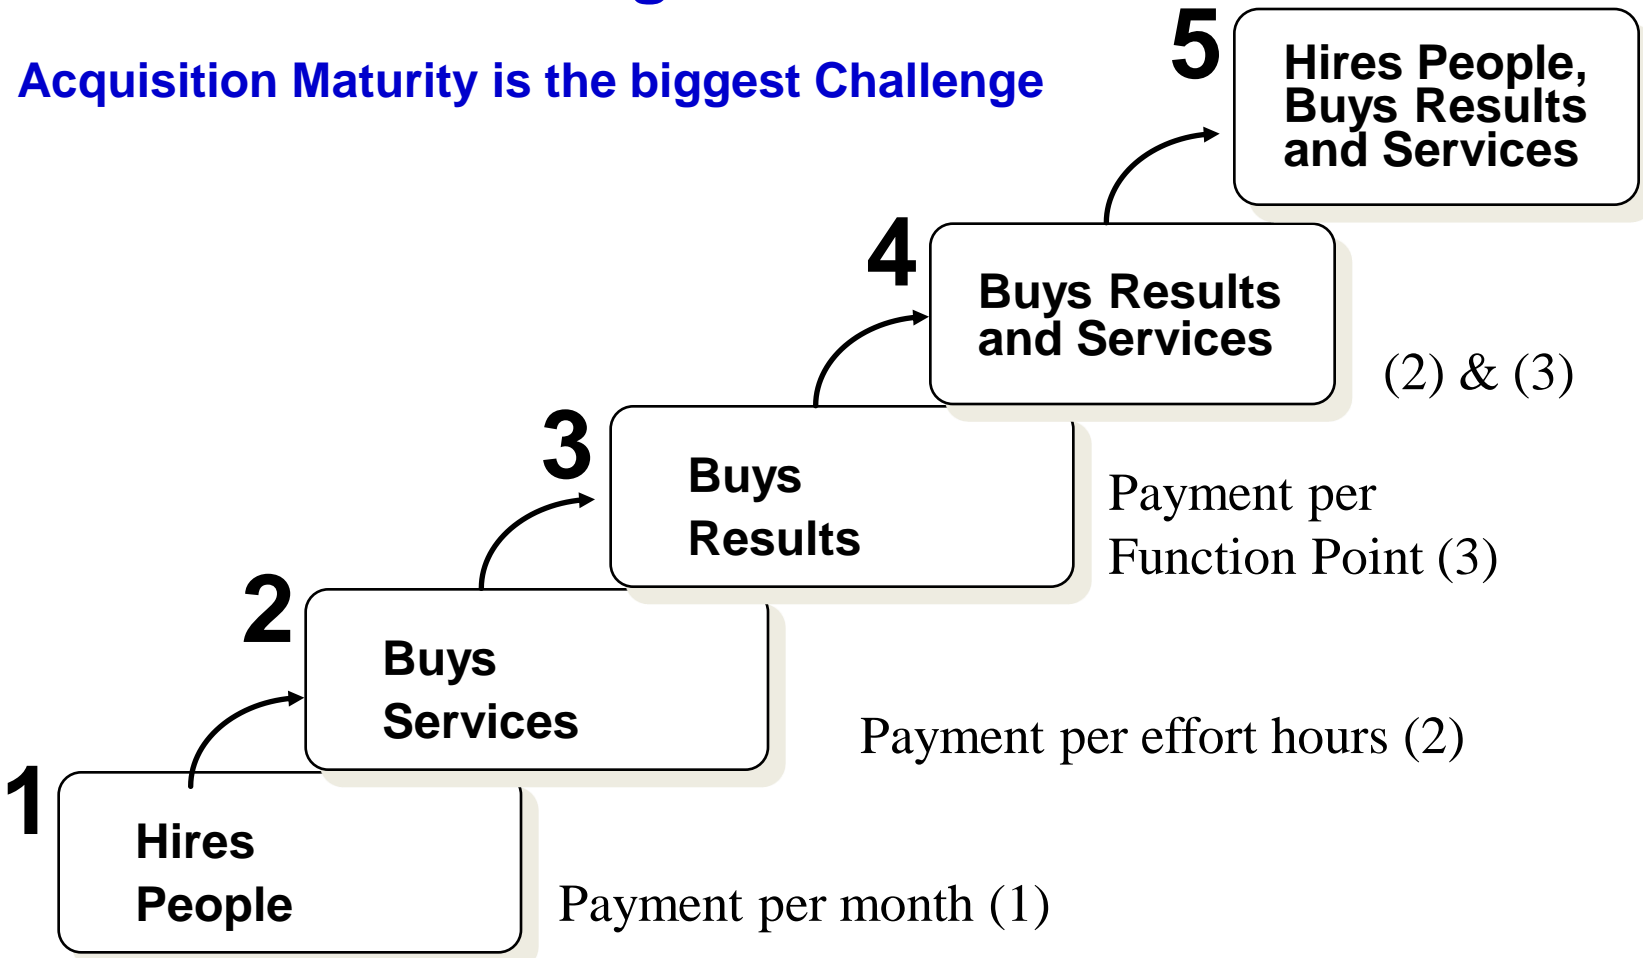 Acquisition Maturity is the biggest Challenge
5
Hires People,
Buys Results
and Services
4
Buys Results
and Services
(2) & (3)
3
Buys
Results
Payment per
Function Point (3)
2
Buys
Services
Payment per effort hours (2)
1
Hires
People
Payment per month (1)